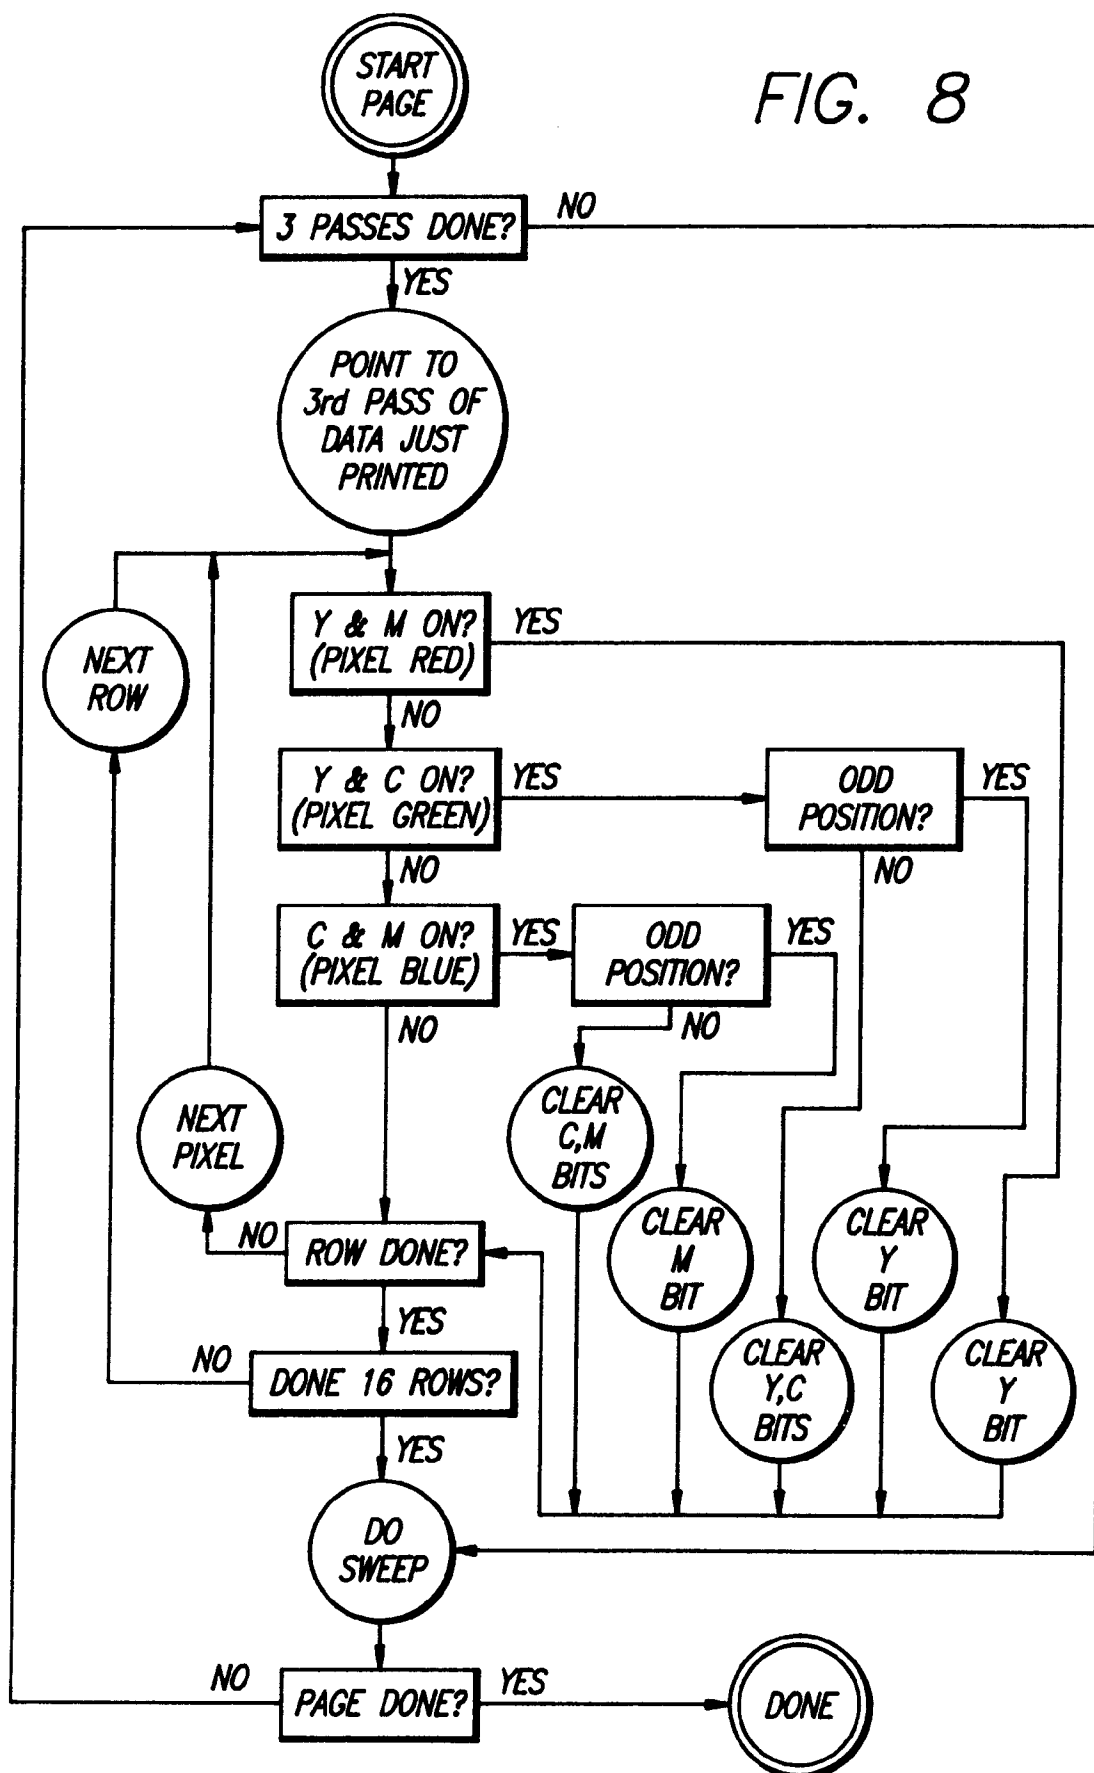 START
PAGE
FIG. 8
3 PASSES DONE?
NO
YES
POINT TO
3rd PASS OF
DATA JUST
PRINTED
Y & M ON?
(PIXEL RED)
YES
NO
NEXT
ROW
Y & C ON?
(PIXEL GREEN)
YES
NO
ODD
POSITION?
YES
NO
C & M ON?
(PIXEL BLUE)
YES
NO
ODD
POSITION?
YES
NO
NEXT
PIXEL
CLEAR
C,M
BITS
CLEAR
M
BIT
CLEAR
Y,C
BITS
CLEAR
Y
BIT
CLEAR
Y
BIT
ROW DONE?
NO
YES
DONE 16 ROWS?
NO
YES
DO
SWEEP
PAGE DONE?
NO
YES
DONE